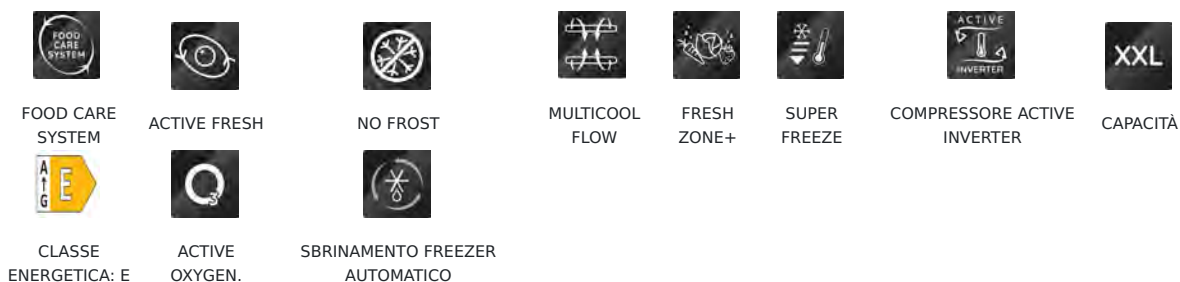 FOOD
CARE
SYSTEM
ACTIVE
INVERTER
XXL
FOOD CARE
SYSTEM
ACTIVE FRESH
NO FROST
MULTICOOL
FLOW
FRESH
ZONE+
SUPER
FREEZE
COMPRESSORE ACTIVE
INVERTER
CAPACITÀ
A
G
E
O3
CLASSE
ENERGETICA: E
ACTIVE
OXYGEN.
SBRINAMENTO FREEZER
AUTOMATICO